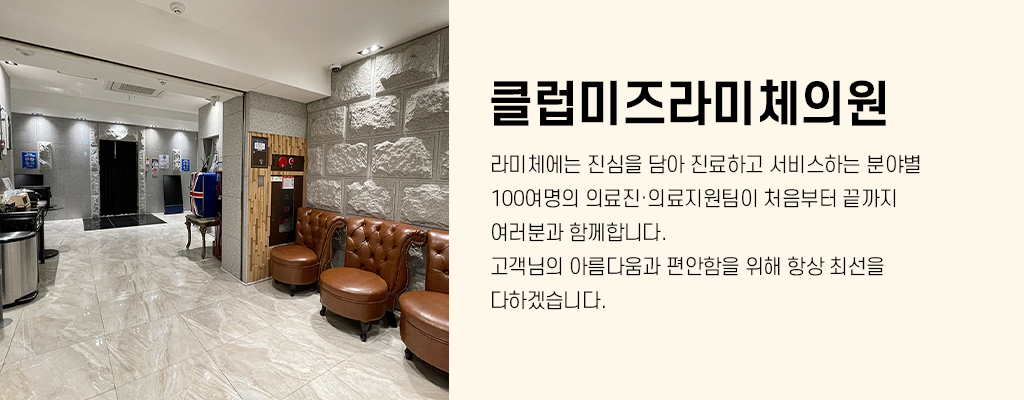 클럽미즈라미체의원
라미체에는 진심을 담아 진료하고 서비스하는 분야별
100여명의 의료진·의료지원팀이 처음부터 끝까지
여러분과 함께합니다.
고객님의 아름다움과 편안함을 위해 항상 최선을
다하겠습니다.